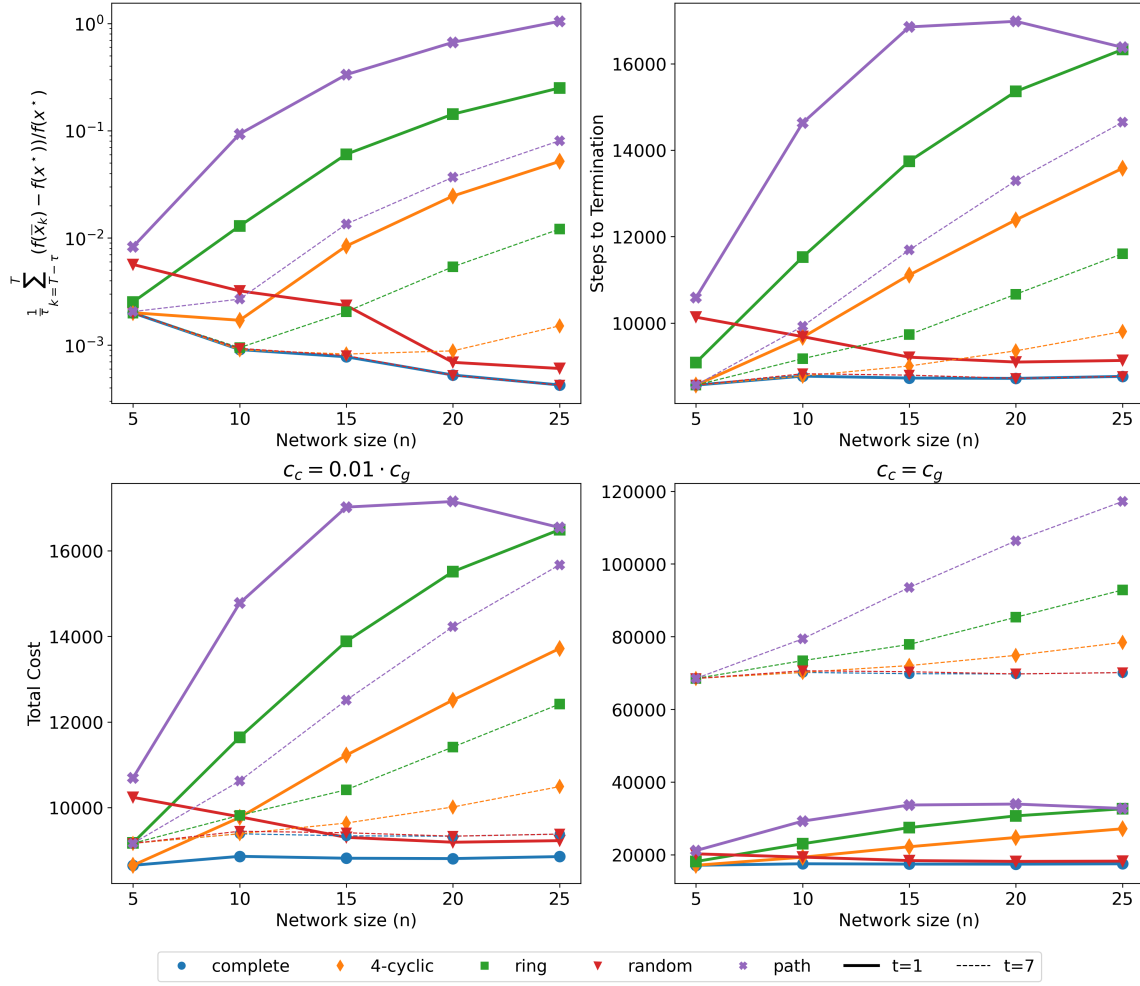 10⁰
10⁻¹
10⁻²
10⁻³
1/τ ∑_{k=T−τ}^{T} (f(x̄_k) − f(x*))/f(x*)
5 10 15 20 25
Network size (n)
16000
14000
12000
10000
Steps to Termination
5 10 15 20 25
Network size (n)
c_c = 0.01 · c_g
16000
14000
12000
10000
Total Cost
5 10 15 20 25
Network size (n)
c_c = c_g
120000
100000
80000
60000
40000
20000
5 10 15 20 25
Network size (n)
complete 4-cyclic ring random path t=1 t=7